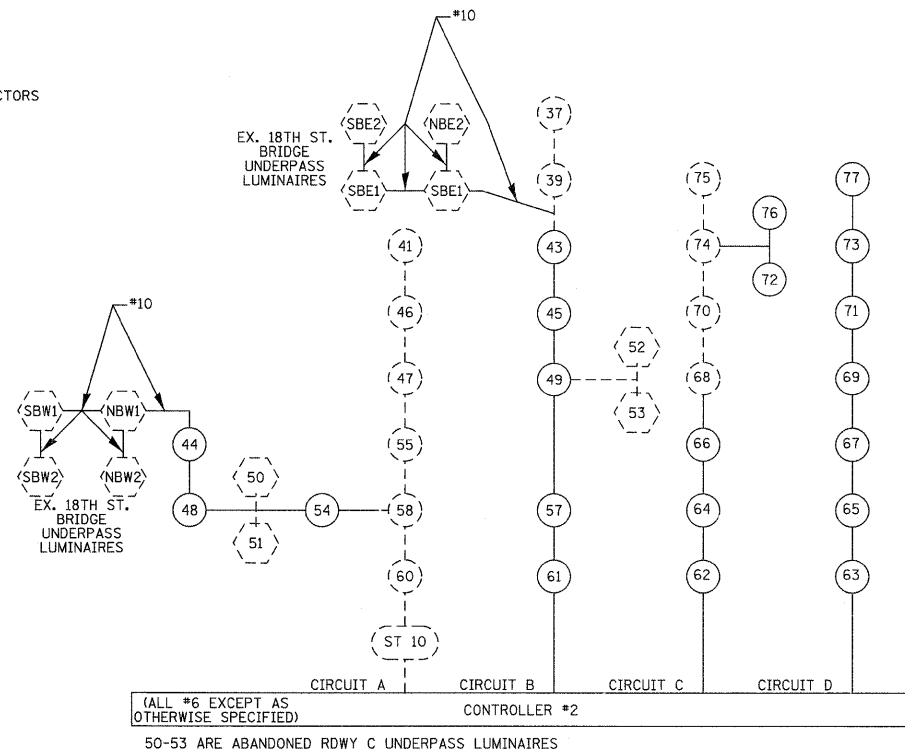 #10
CTORS
SBE2
NBE2
37
EX. 18TH ST.
BRIDGE
UNDERPASS
LUMINAIRES
SBE1
SBE1
39
75
77
76
41
43
74
73
72
#10
46
45
70
71
52
47
49
68
69
53
SBW1
NBW1
44
55
66
67
SBW2
NBW2
50
EX. 18TH ST.
BRIDGE
UNDERPASS
LUMINAIRES
48
54
58
57
64
65
51
60
61
62
63
ST 10
CIRCUIT A
CIRCUIT B
CIRCUIT C
CIRCUIT D
(ALL #6 EXCEPT AS
OTHERWISE SPECIFIED)
CONTROLLER #2
50-53 ARE ABANDONED RDWY C UNDERPASS LUMINAIRES